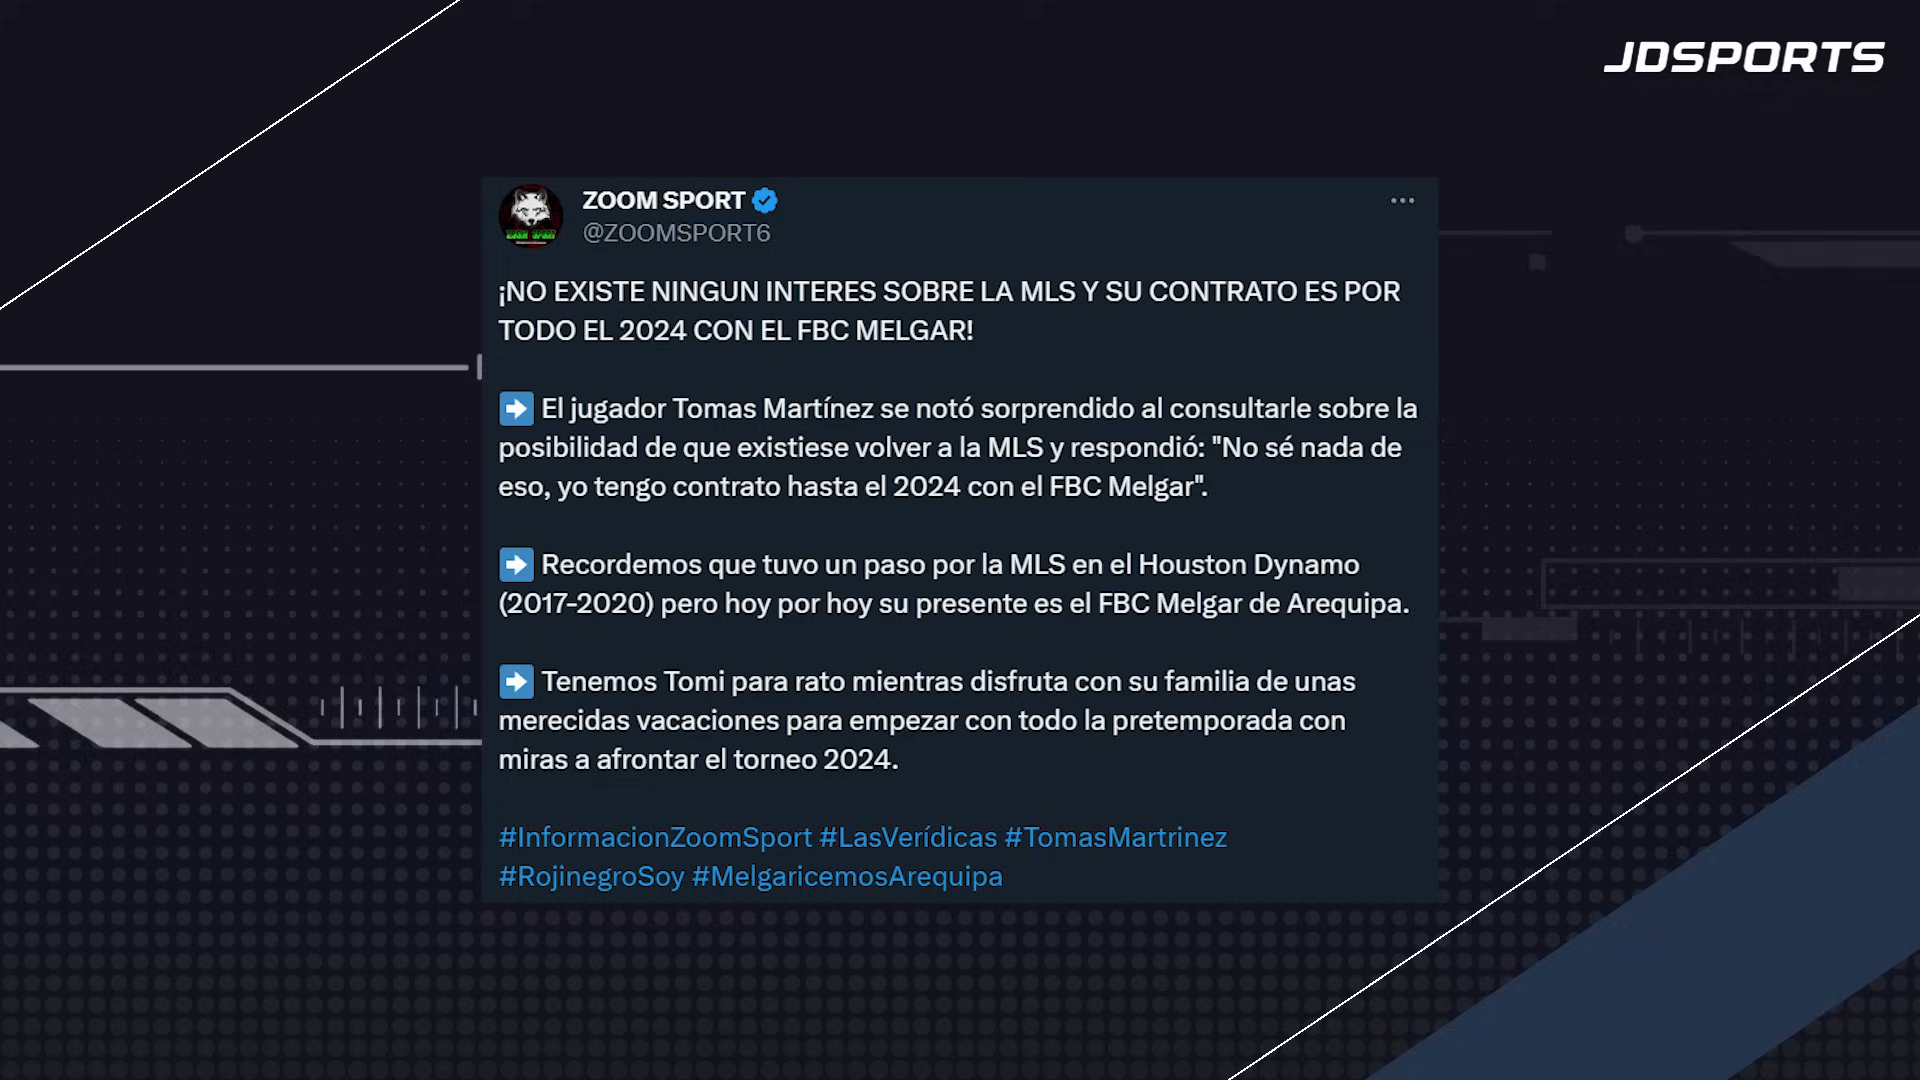 JDSPORTS
ZOOM SPORT
@ZOOMSPORT6
¡NO EXISTE NINGUN INTERES SOBRE LA MLS Y SU CONTRATO ES POR
TODO EL 2024 CON EL FBC MELGAR!
➡️ El jugador Tomas Martínez se notó sorprendido al consultarle sobre la
posibilidad de que existiese volver a la MLS y respondió: "No sé nada de
eso, yo tengo contrato hasta el 2024 con el FBC Melgar".
➡️ Recordemos que tuvo un paso por la MLS en el Houston Dynamo
(2017-2020) pero hoy por hoy su presente es el FBC Melgar de Arequipa.
➡️ Tenemos Tomi para rato mientras disfruta con su familia de unas
merecidas vacaciones para empezar con todo la pretemporada con
miras a afrontar el torneo 2024.
#InformacionZoomSport #LasVerídicas #TomasMartrinez
#RojinegroSoy #MelgaricemosArequipa